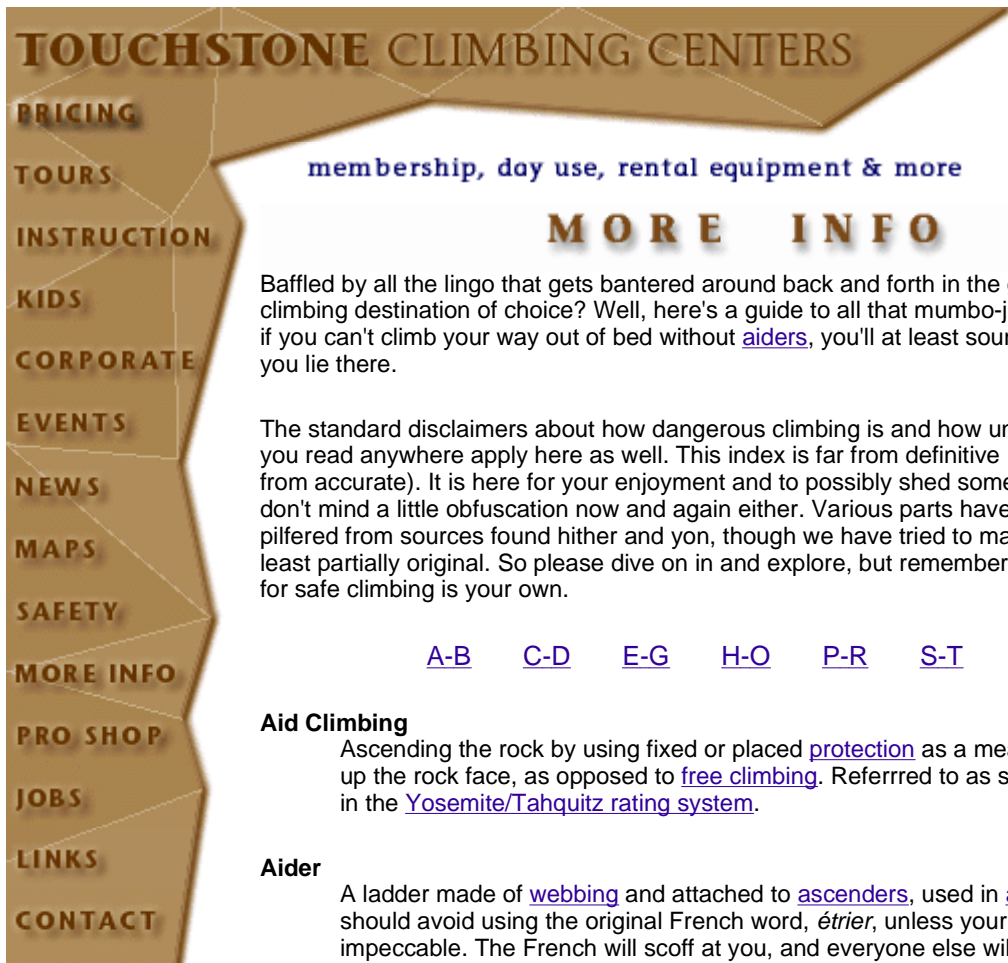 TOUCHSTONE CLIMBING CENTERS
PRICING
TOURS
INSTRUCTION
KIDS
CORPORATE
EVENTS
NEWS
MAPS
SAFETY
MORE INFO
PRO SHOP
JOBS
LINKS
CONTACT
membership, day use, rental equipment & more
MORE INFO
Baffled by all the lingo that gets bantered around back and forth in the
climbing destination of choice? Well, here's a guide to all that
if you can't climb your way out of bed without aiders, you'll at least
you lie there.
The standard disclaimers about how dangerous climbing is and how
you read anywhere apply here as well. This index is far from definitive
from accurate). It is here for your enjoyment and to possibly shed
don't mind a little obfuscation now and again either. Various parts have
pilfered from sources found hither and yon, though we have tried to
least partially original. So please dive on in and explore, but remember
for safe climbing is your own.
A-B C-D E-G H-O P-R S-T
Aid Climbing
Ascending the rock by using fixed or placed protection as a
up the rock face, as opposed to free climbing. Referrred to as
in the Yosemite/Tahquitz rating system.
Aider
A ladder made of webbing and attached to ascenders, used in
should avoid using the original French word, étrier, unless your
impeccable. The French will scoff at you, and everyone else